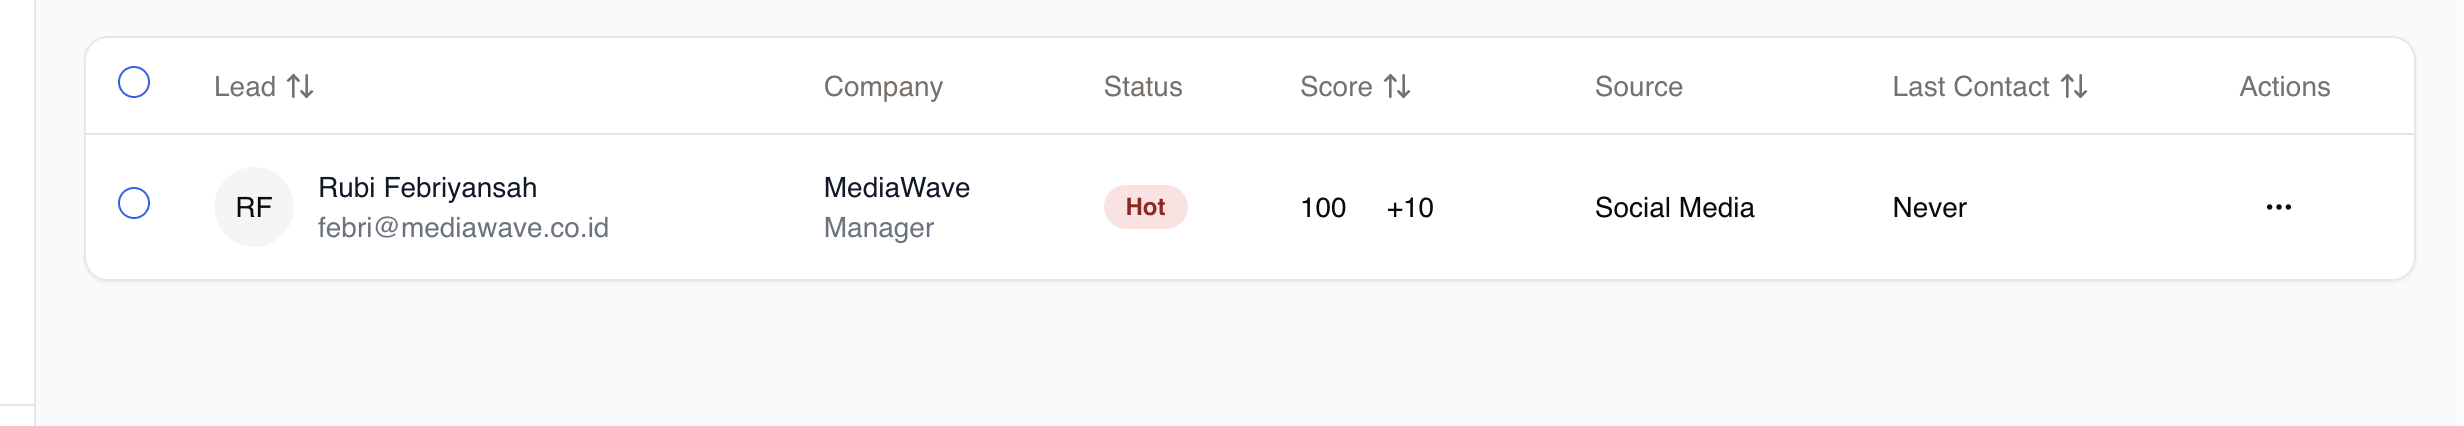 Lead Company Status Score Source Last Contact Actions
RF Rubi Febriyansah MediaWave Hot 100 +10 Social Media Never ...
febri@mediawave.co.id Manager